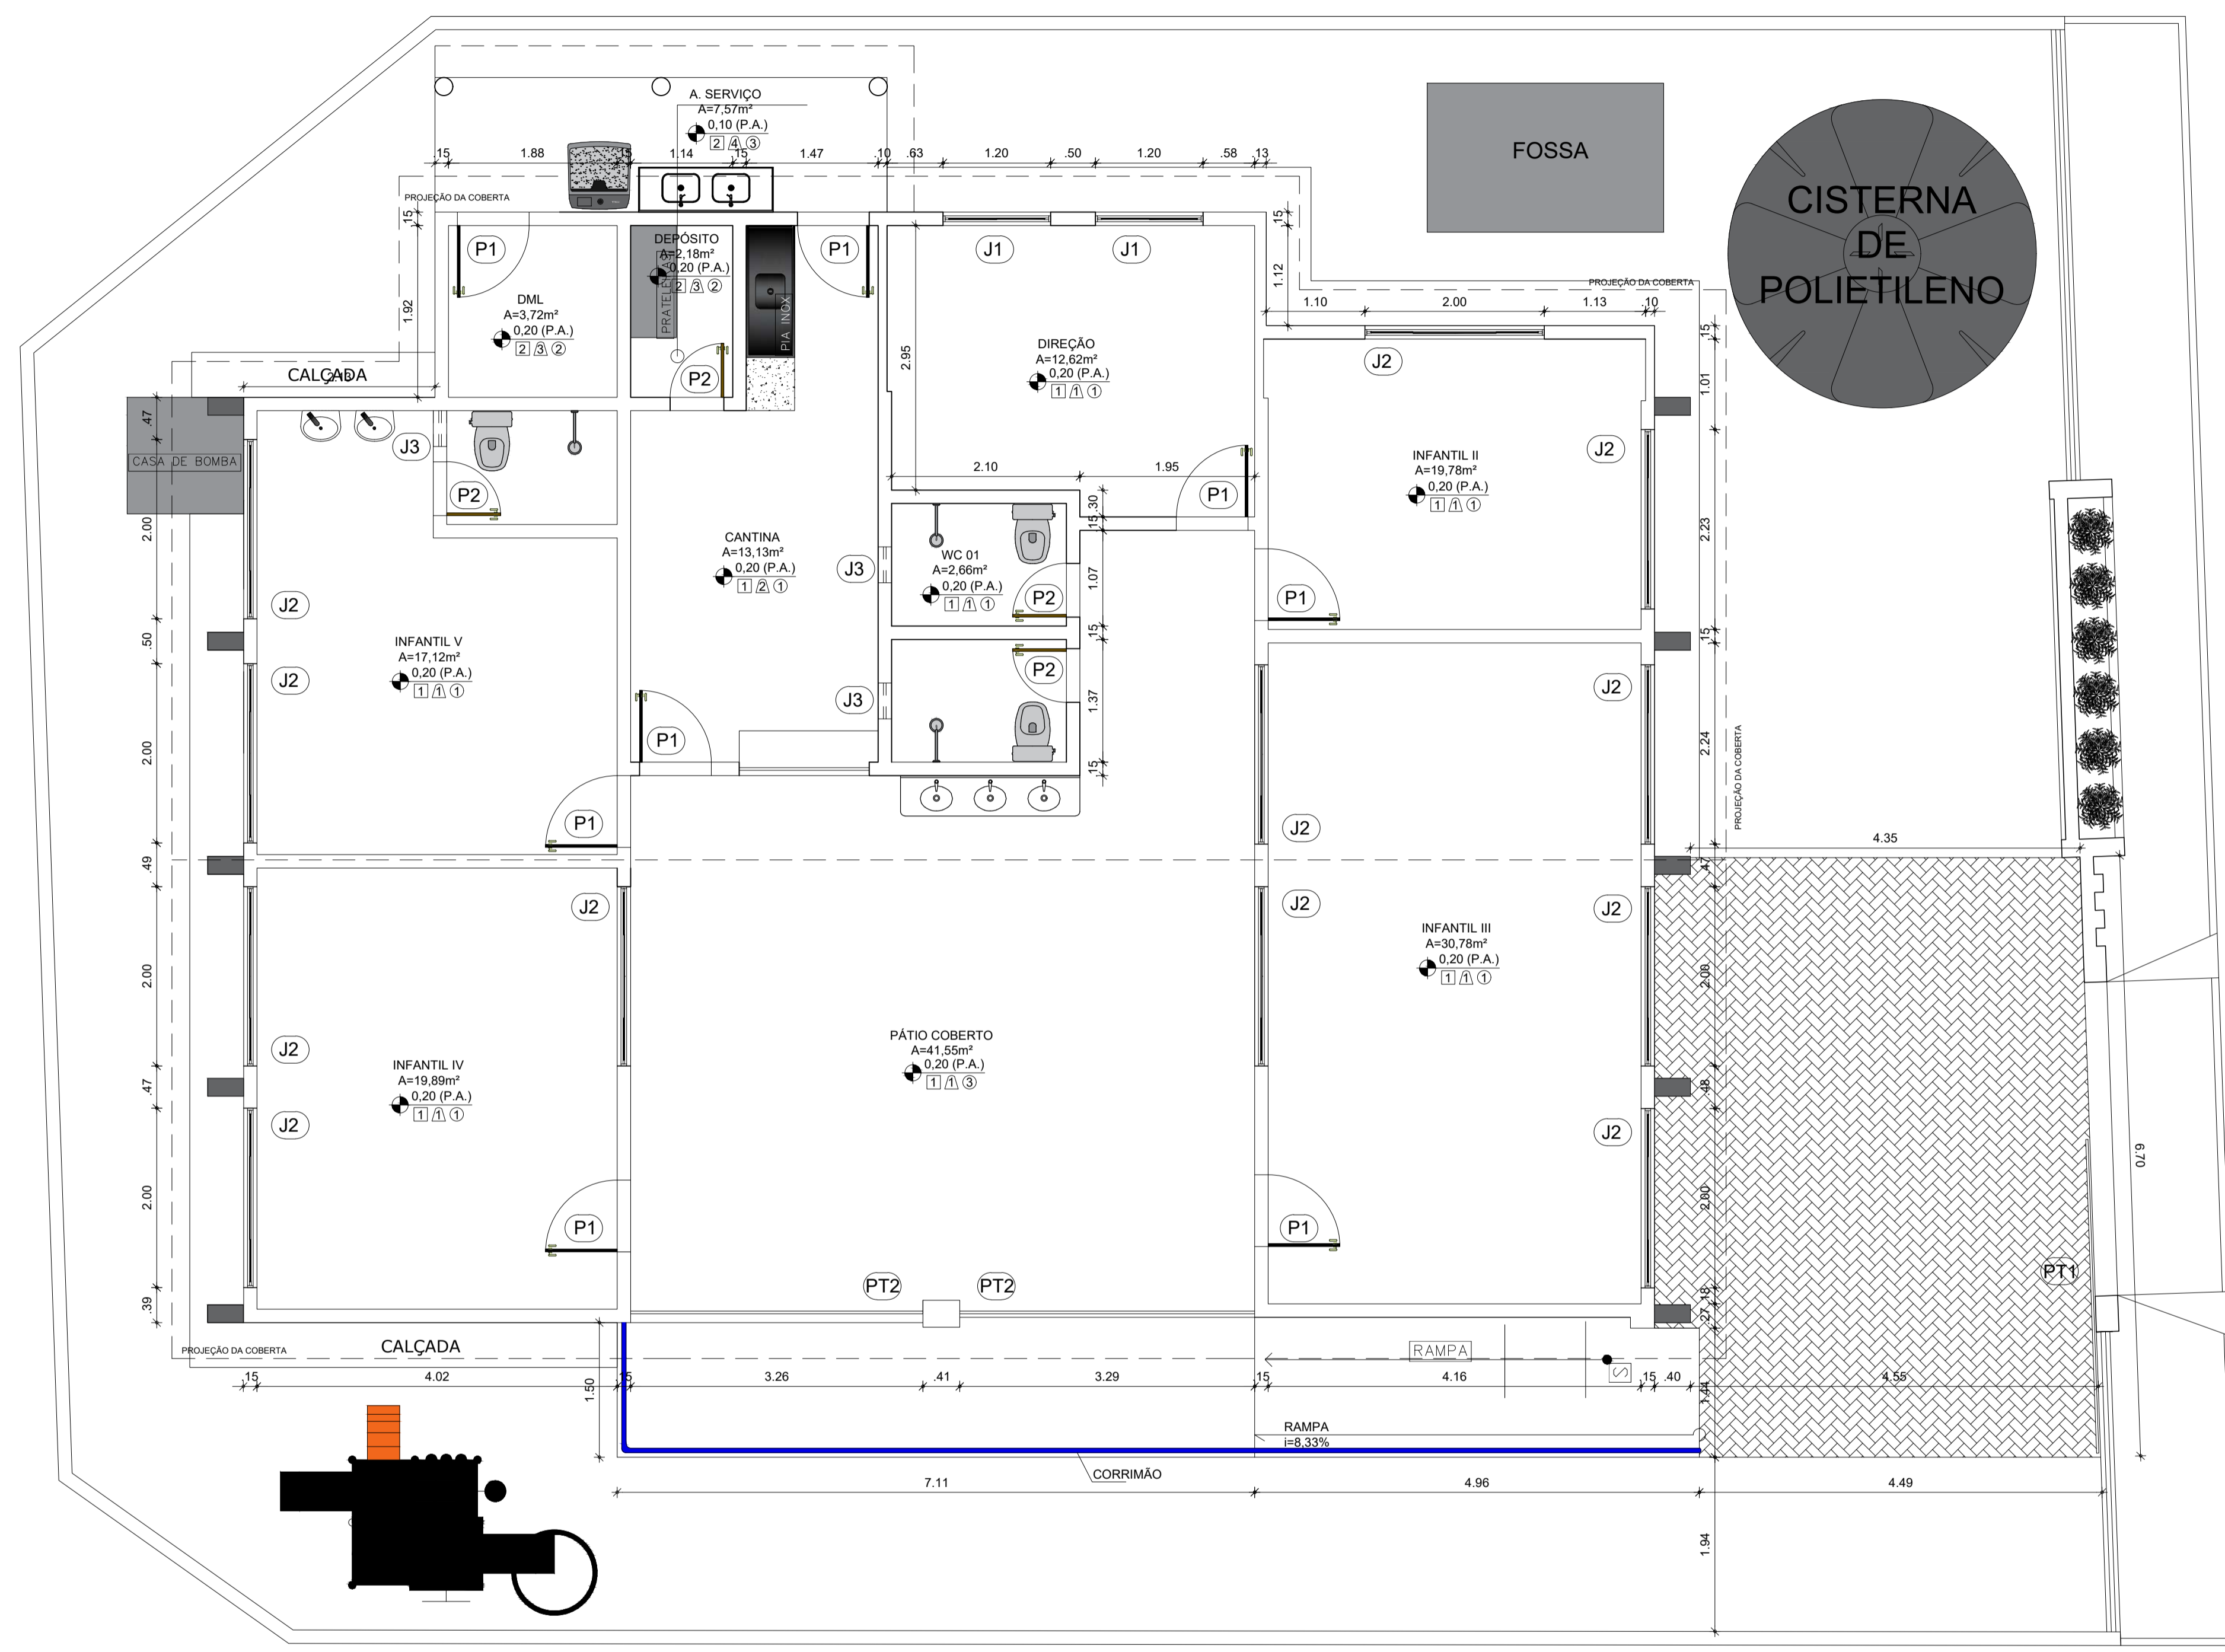 A. SERVIÇO
A=7,57m²
0,10 (P.A.)
2 4 3
.15 1.88 .15 1.14 .15 1.47 .10 .63 1.20 .50 1.20 .58 .13
FOSSA
CISTERNA
DE
POLIETILENO
PROJEÇÃO DA COBERTA
.15
1.92
P1
DML
A=3,72m²
0,20 (P.A.)
2 3 2
DEPÓSITO
A=2,18m²
0,20 (P.A.)
2 3 2
PRATELEIRAS
P2
PIA INOX
P1
J1
J1
2.95
DIREÇÃO
A=12,62m²
0,20 (P.A.)
1 1 1
2.10 1.95
P1
.15
1.12
PROJEÇÃO DA COBERTA
1.10 2.00 1.13 .10
J2
.15
1.01
2.23
.15
2.24
.47
2.00
.48
2.00
.18
.27
1.44
1.94
J2
INFANTIL II
A=19,78m²
0,20 (P.A.)
1 1 1
P1
CALÇADA
2.13
CASA DE BOMBA
.47
2.00
.50
2.00
.49
2.00
.47
2.00
.39
J3
P2
J2
J2
INFANTIL V
A=17,12m²
0,20 (P.A.)
1 1 1
P1
CANTINA
A=13,13m²
0,20 (P.A.)
1 2 1
P1
J3
J3
WC 01
A=2,66m²
0,20 (P.A.)
1 1 1
P2
P2
.30
.15
1.07
.15
1.37
.15
J2
J2
J2
J2
J2
INFANTIL III
A=30,78m²
0,20 (P.A.)
1 1 1
P1
PROJEÇÃO DA COBERTA
4.35
6.70
PT1
J2
J2
J2
INFANTIL IV
A=19,89m²
0,20 (P.A.)
1 1 1
P1
PÁTIO COBERTO
A=41,55m²
0,20 (P.A.)
1 1 3
PT2
PT2
CALÇADA
PROJEÇÃO DA COBERTA
RAMPA
S
.15 4.02 .15 3.26 .41 3.29 .15 4.16 .15 .40 4.55
1.50
RAMPA
i=8,33%
CORRIMÃO
7.11 4.96 4.49